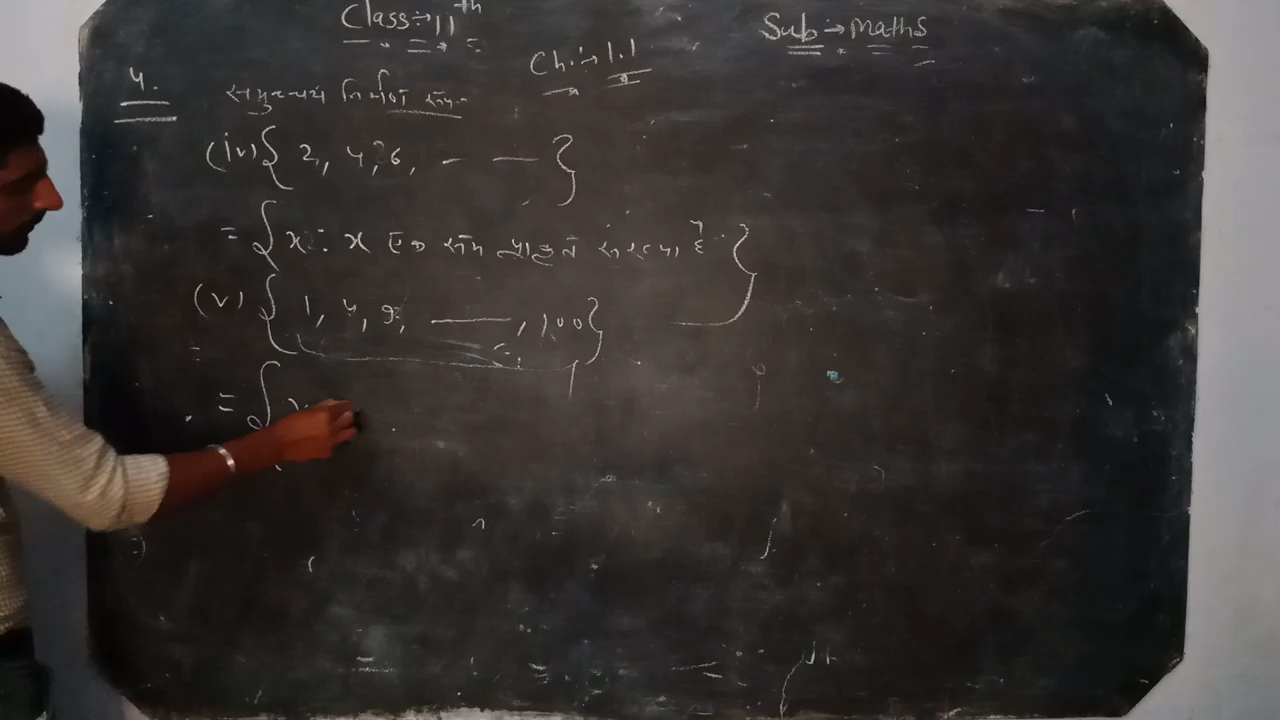 Class → 11th
Sub → Maths
Ch. → 1.1
4.
समुच्चय निर्माण रूप
(iv) { 2, 4, 6, — — }
= { x : x एक सम प्राकृत संख्या है }
(v) { 1, 4, 9, —— , 100 }
=
= { x